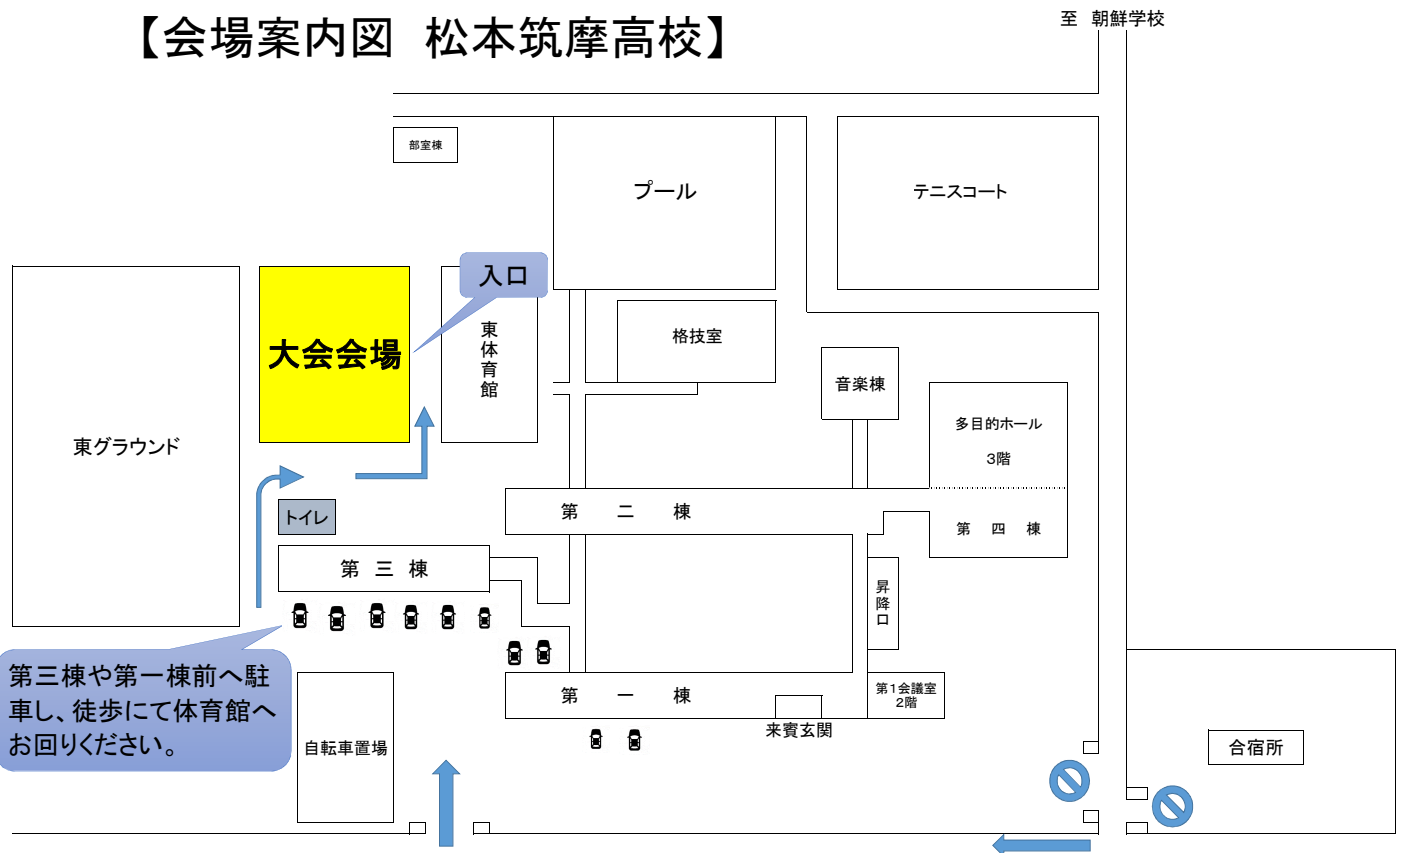 【会場案内図 松本筑摩高校】
至 朝鮮学校
部室棟
プール
テニスコート
入口
大会会場
東体育館
格技室
音楽棟
多目的ホール
3階
東グラウンド
トイレ
第 二 棟
第 四 棟
第 三 棟
昇降口
第三棟や第一棟前へ駐
車し、徒歩にて体育館へ
お回りください。
第 一 棟
第1会議室
2階
来賓玄関
自転車置場
合宿所